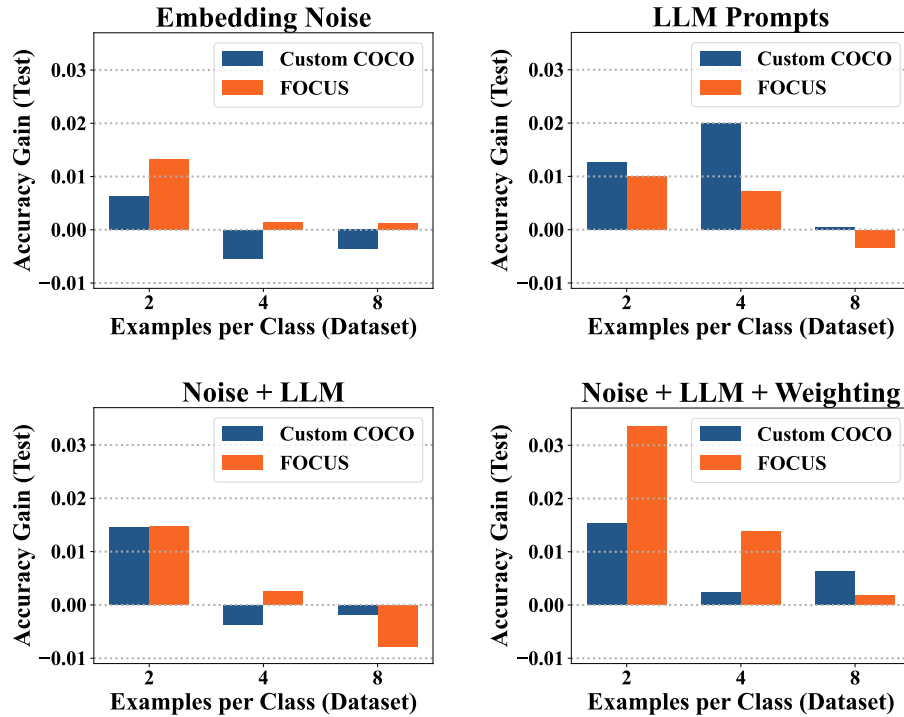 Embedding Noise
Accuracy Gain (Test)
0.03
0.02
0.01
0.00
−0.01
Custom COCO
FOCUS
2 4 8
Examples per Class (Dataset)
LLM Prompts
Accuracy Gain (Test)
0.03
0.02
0.01
0.00
−0.01
Custom COCO
FOCUS
2 4 8
Examples per Class (Dataset)
Noise + LLM
Accuracy Gain (Test)
0.03
0.02
0.01
0.00
−0.01
Custom COCO
FOCUS
2 4 8
Examples per Class (Dataset)
Noise + LLM + Weighting
Accuracy Gain (Test)
0.03
0.02
0.01
0.00
−0.01
Custom COCO
FOCUS
2 4 8
Examples per Class (Dataset)